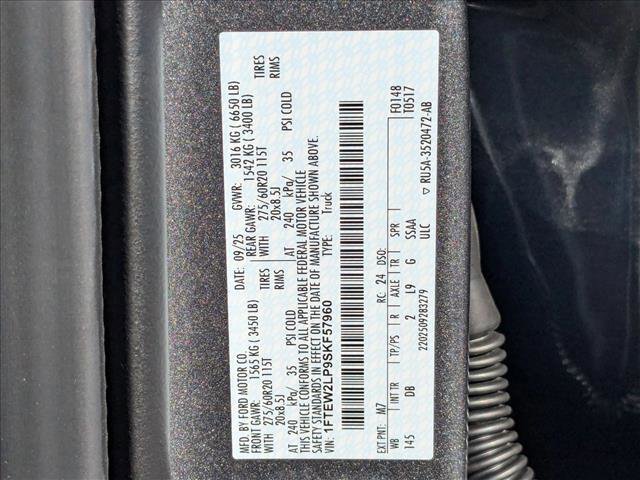 MFD. BY FORD MOTOR CO.
DATE: 09/25 GVWR: 3016 KG ( 6650 LB)
FRONT GAWR: 1565 KG ( 3450 LB) REAR GAWR: 1542 KG ( 3400 LB)
WITH 275/60R20 115T TIRES WITH 275/60R20 115T TIRES
20x8.5J RIMS 20x8.5J RIMS
AT 240 kPa/ 35 PSI COLD AT 240 kPa/ 35 PSI COLD
THIS VEHICLE CONFORMS TO ALL APPLICABLE FEDERAL MOTOR VEHICLE
SAFETY STANDARDS IN EFFECT ON THE DATE OF MANUFACTURE SHOWN ABOVE.
VIN: 1FTEW2LP9SKF57960 Truck
F0148
T0517
EXT PNT: M7 RC: 24 DSO:
WB INT TR TP/PS R AXLE TR SPR
145 DB 2 L9 G SSAA
2202509283279 ULC
▽ RU5A-3520472-AB